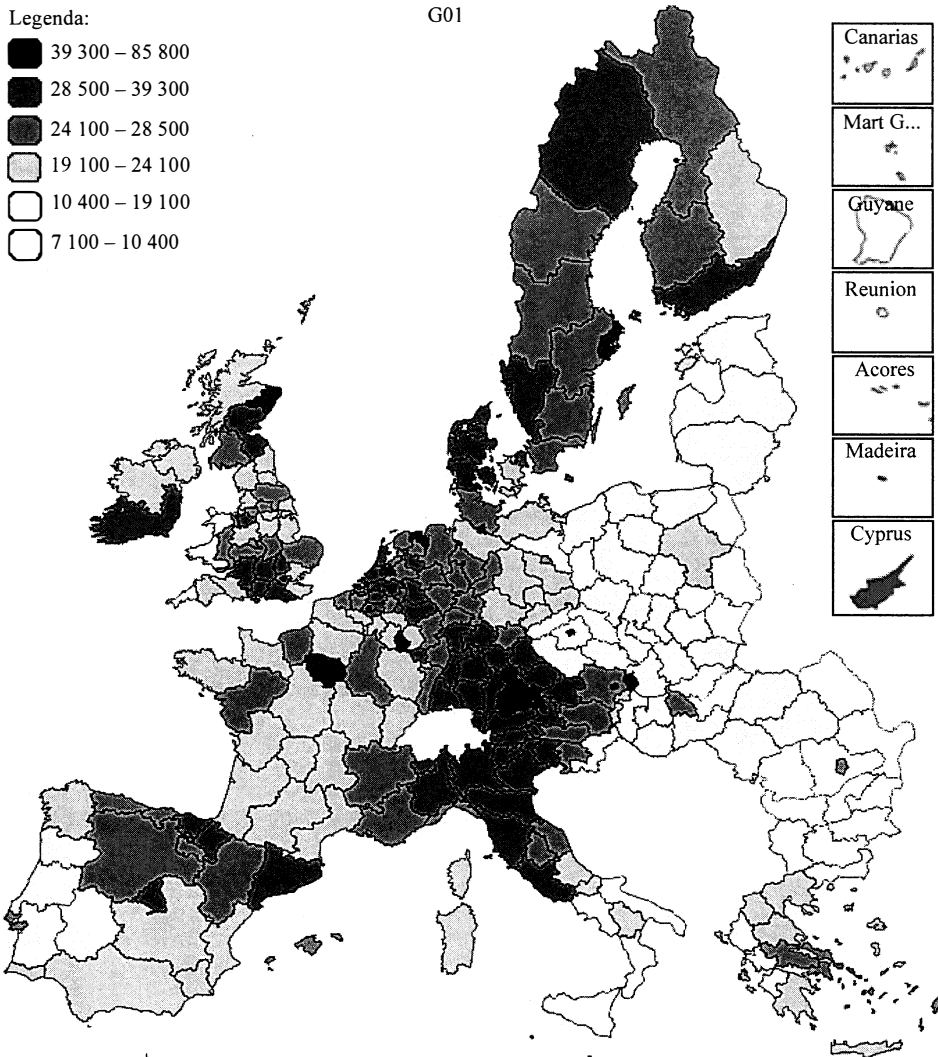 Legenda:
G01
39 300 – 85 800
28 500 – 39 300
24 100 – 28 500
19 100 – 24 100
10 400 – 19 100
7 100 – 10 400
Canarias
Mart G...
Guyane
Reunion
Acores
Madeira
Cyprus